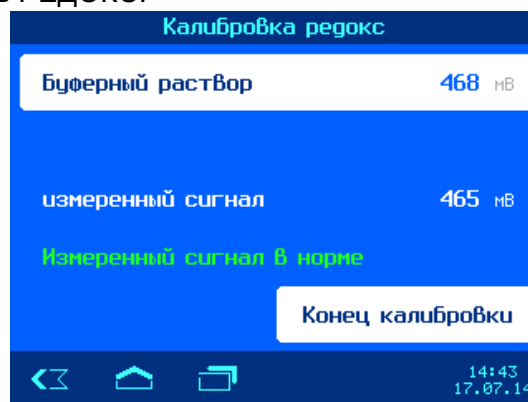 Калибровка редокс
Буферный раствор 468 мВ
измеренный сигнал 465 мВ
Измеренный сигнал в норме
Конец калибровки
14:43
17.07.14